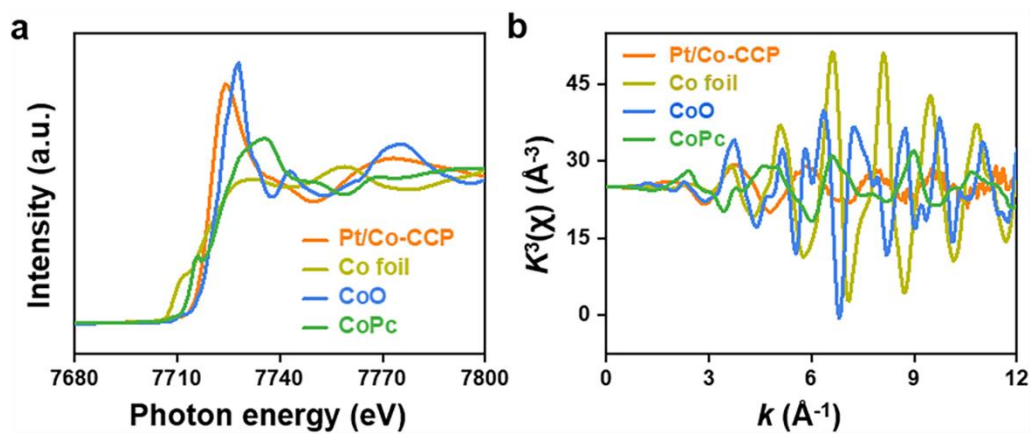 a
Intensity (a.u.)
Pt/Co-CCP
Co foil
CoO
CoPc
7680
7710
7740
7770
7800
Photon energy (eV)
b
K³(χ) (Å⁻³)
45
30
15
0
Pt/Co-CCP
Co foil
CoO
CoPc
0
3
6
9
12
k (Å⁻¹)